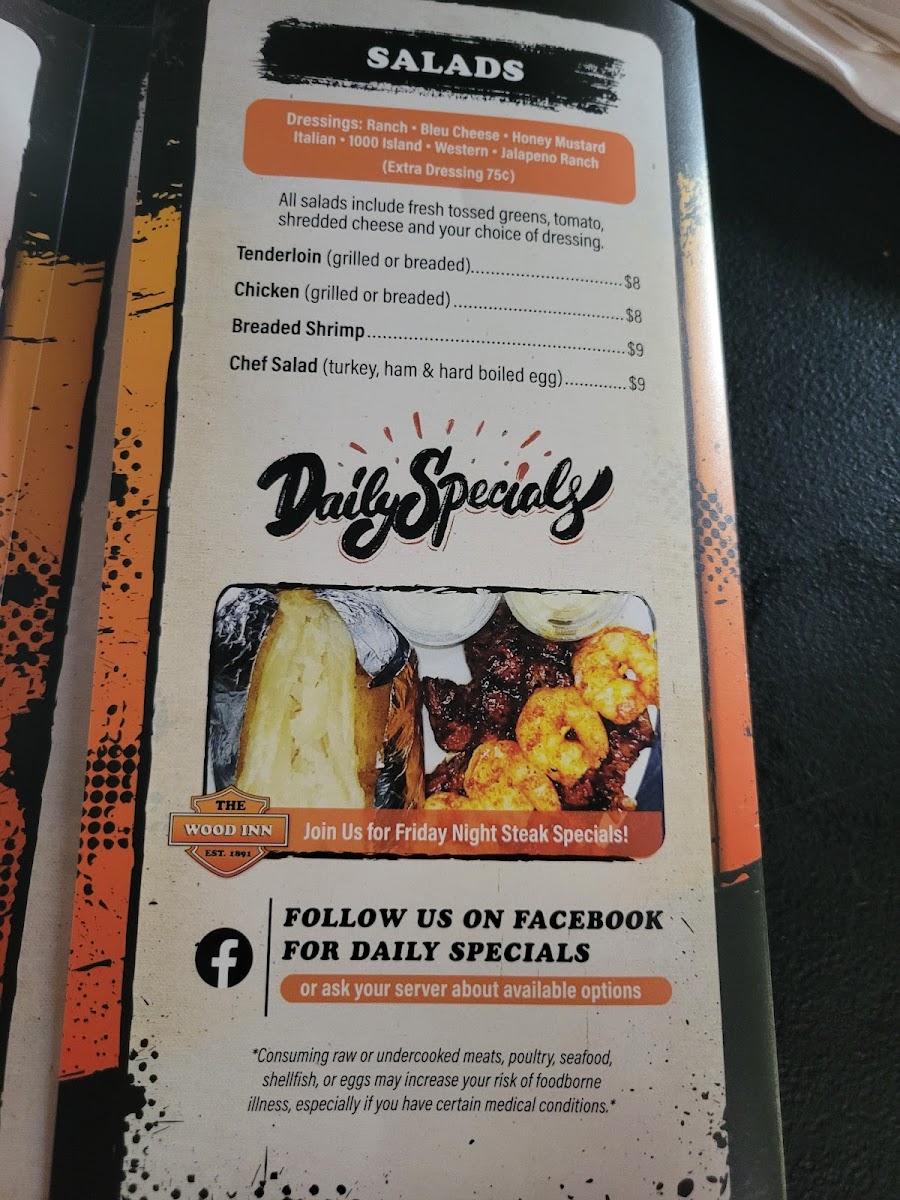 SALADS
Dressings: Ranch • Bleu Cheese • Honey Mustard
Italian • 1000 Island • Western • Jalapeno Ranch
(Extra Dressing 75¢)
All salads include fresh tossed greens, tomato,
shredded cheese and your choice of dressing.
Tenderloin (grilled or breaded)............................$8
Chicken (grilled or breaded)................................$8
Breaded Shrimp................................................$9
Chef Salad (turkey, ham & hard boiled egg).............$9
Daily Specials
THE
WOOD INN
EST. 1891
Join Us for Friday Night Steak Specials!
f
FOLLOW US ON FACEBOOK
FOR DAILY SPECIALS
or ask your server about available options
*Consuming raw or undercooked meats, poultry, seafood,
shellfish, or eggs may increase your risk of foodborne
illness, especially if you have certain medical conditions.*